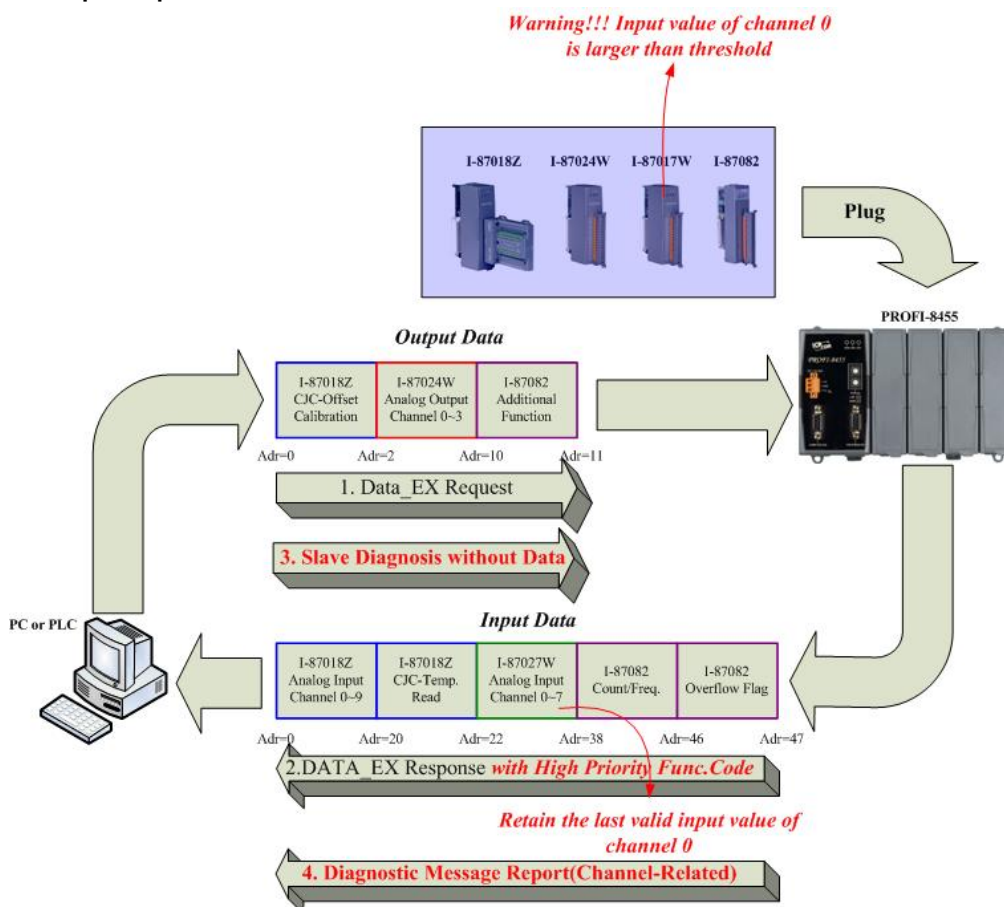 Warning!!! Input value of channel 0
is larger than threshold
I-87018Z
I-87024W
I-87017W
I-87082
Plug
PROFI-8455
Output Data
I-87018Z
CJC-Offset
Calibration
I-87024W
Analog Output
Channel 0~3
I-87082
Additional
Function
PROFI-8455
Adr=0
Adr=2
Adr=10
Adr=11
1. Data_EX Request
3. Slave Diagnosis without Data
PC or PLC
Input Data
I-87018Z
Analog Input
Channel 0~9
I-87018Z
CJC-Temp.
Read
I-87027W
Analog Input
Channel 0~7
I-87082
Count/Freq.
I-87082
Overflow Flag
Adr=0
Adr=20
Adr=22
Adr=38
Adr=46
Adr=47
2.DATA_EX Response with High Priority Func.Code
Retain the last valid input value of
channel 0
4. Diagnostic Message Report(Channel-Related)